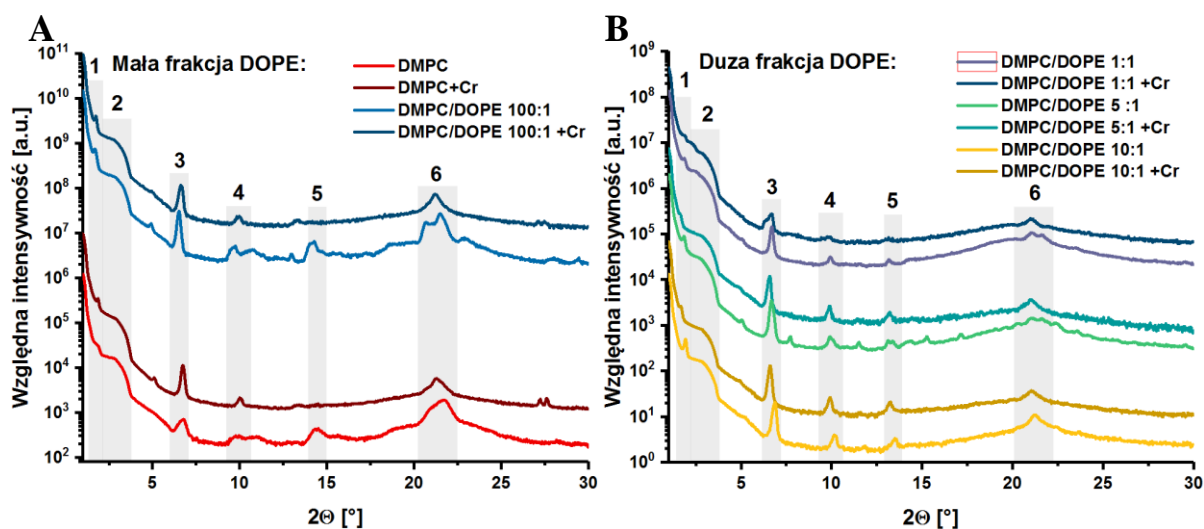 A
Mała frakcja DOPE:
DMPC
DMPC+Cr
DMPC/DOPE 100:1
DMPC/DOPE 100:1 +Cr
1
2
3
4
5
6
Względna intensywność [a.u.]
10¹¹
10¹⁰
10⁹
10⁸
10⁷
10⁶
10⁵
10⁴
10³
10²
5 10 15 20 25 30
2Θ [°]
B
Duza frakcja DOPE:
DMPC/DOPE 1:1
DMPC/DOPE 1:1 +Cr
DMPC/DOPE 5 :1
DMPC/DOPE 5:1 +Cr
DMPC/DOPE 10:1
DMPC/DOPE 10:1 +Cr
1
2
3
4
5
6
Względna intensywność [a.u.]
10⁹
10⁸
10⁷
10⁶
10⁵
10⁴
10³
10²
10¹
10⁰
5 10 15 20 25 30
2Θ [°]